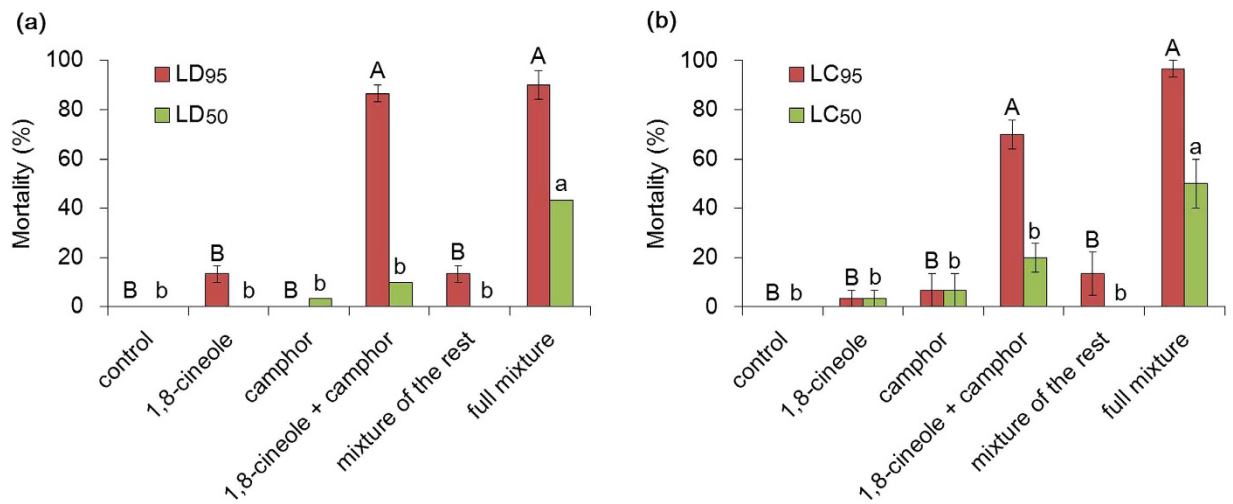 (a)
Mortality (%)
100
80
60
40
20
0
LD95
LD50
B b
B b
B b
A b
B b
A a
control
1,8-cineole
camphor
1,8-cineole + camphor
mixture of the rest
full mixture
(b)
Mortality (%)
100
80
60
40
20
0
LC95
LC50
B b
B b
B b
A b
B b
A a
control
1,8-cineole
camphor
1,8-cineole + camphor
mixture of the rest
full mixture